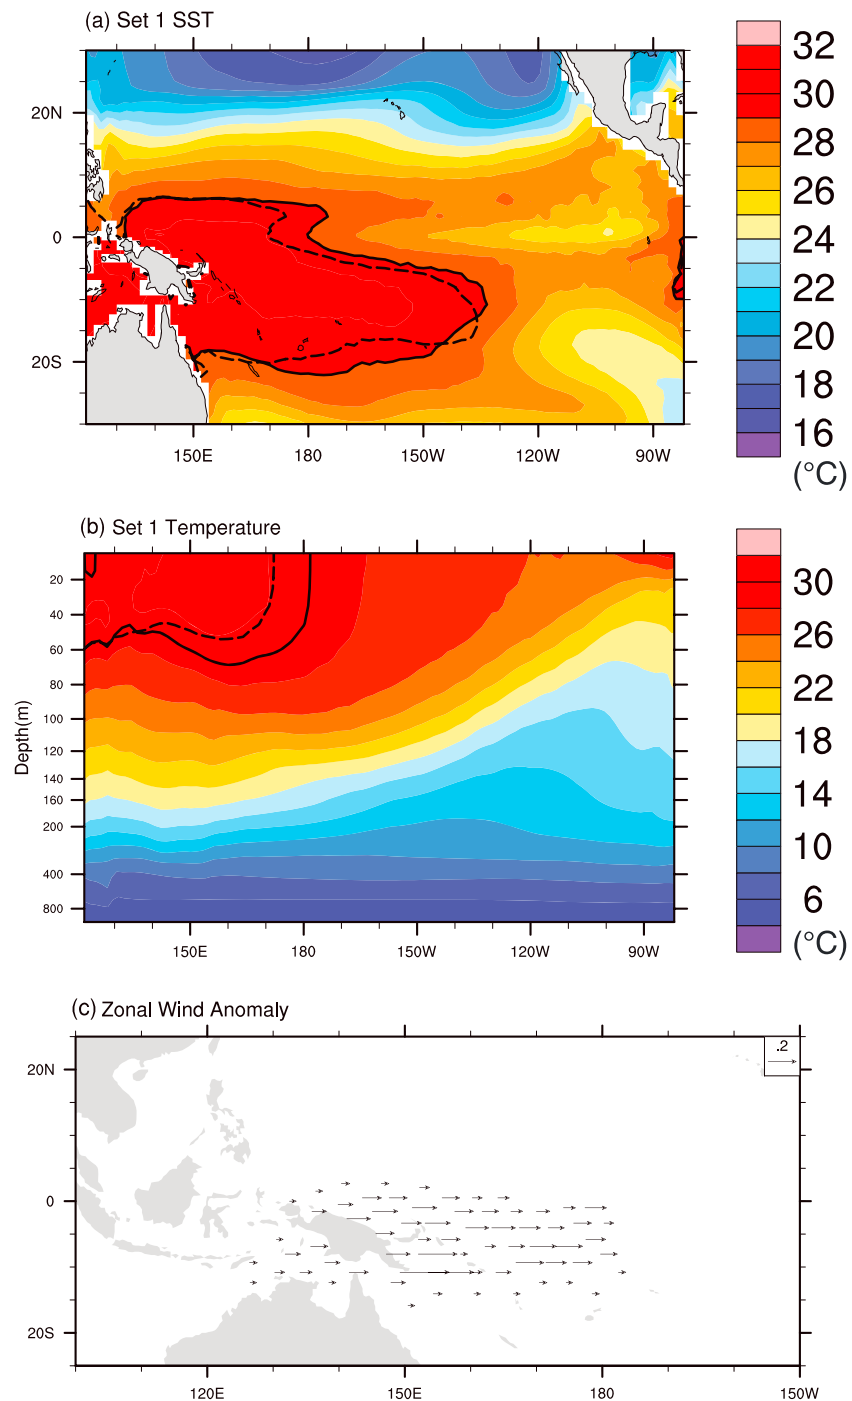 (a) Set 1 SST
20N
0
20S
150E 180 150W 120W 90W
32
30
28
26
24
22
20
18
16
(°C)
(b) Set 1 Temperature
Depth(m)
20
40
60
80
100
120
140
160
200
400
800
150E 180 150W 120W 90W
30
26
22
18
14
10
6
(°C)
(c) Zonal Wind Anomaly
.2
20N
0
20S
120E 150E 180 150W